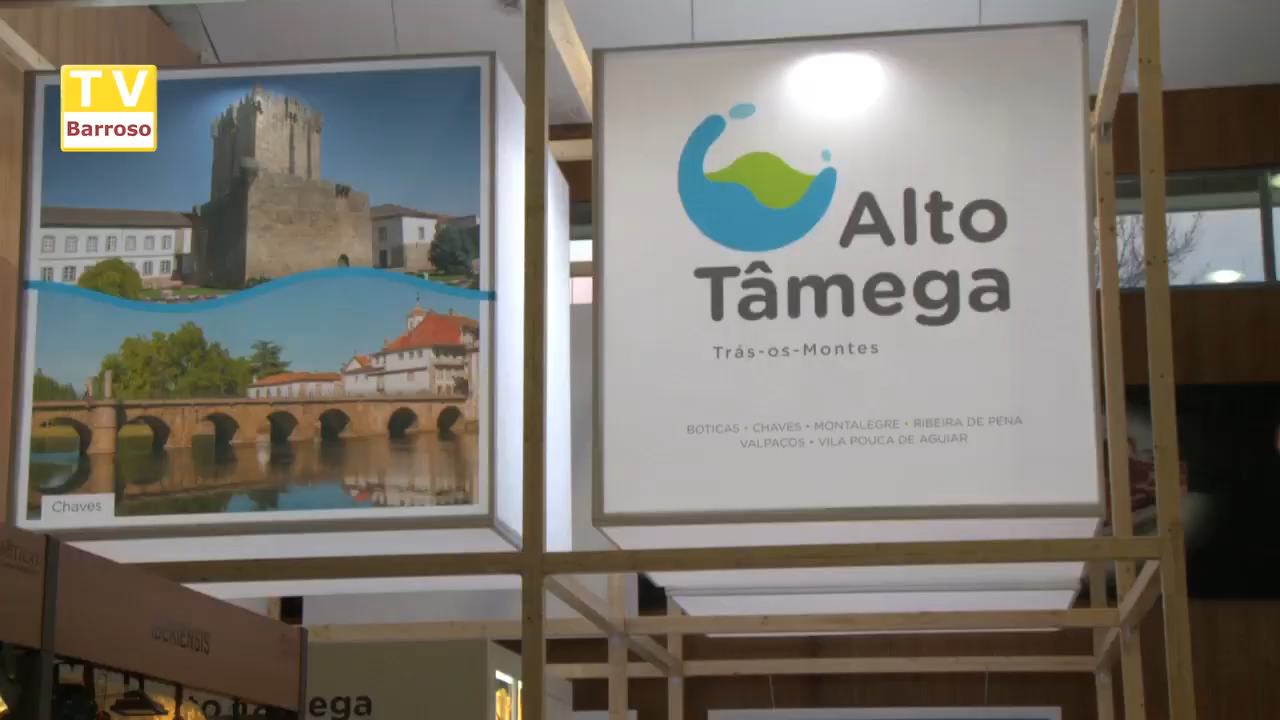 TV
Barroso
Alto
Tâmega
Trás-os-Montes
BOTICAS • CHAVES • MONTALEGRE • RIBEIRA DE PENA
VALPAÇOS • VILA POUCA DE AGUIAR
Chaves
IBERIENSIS